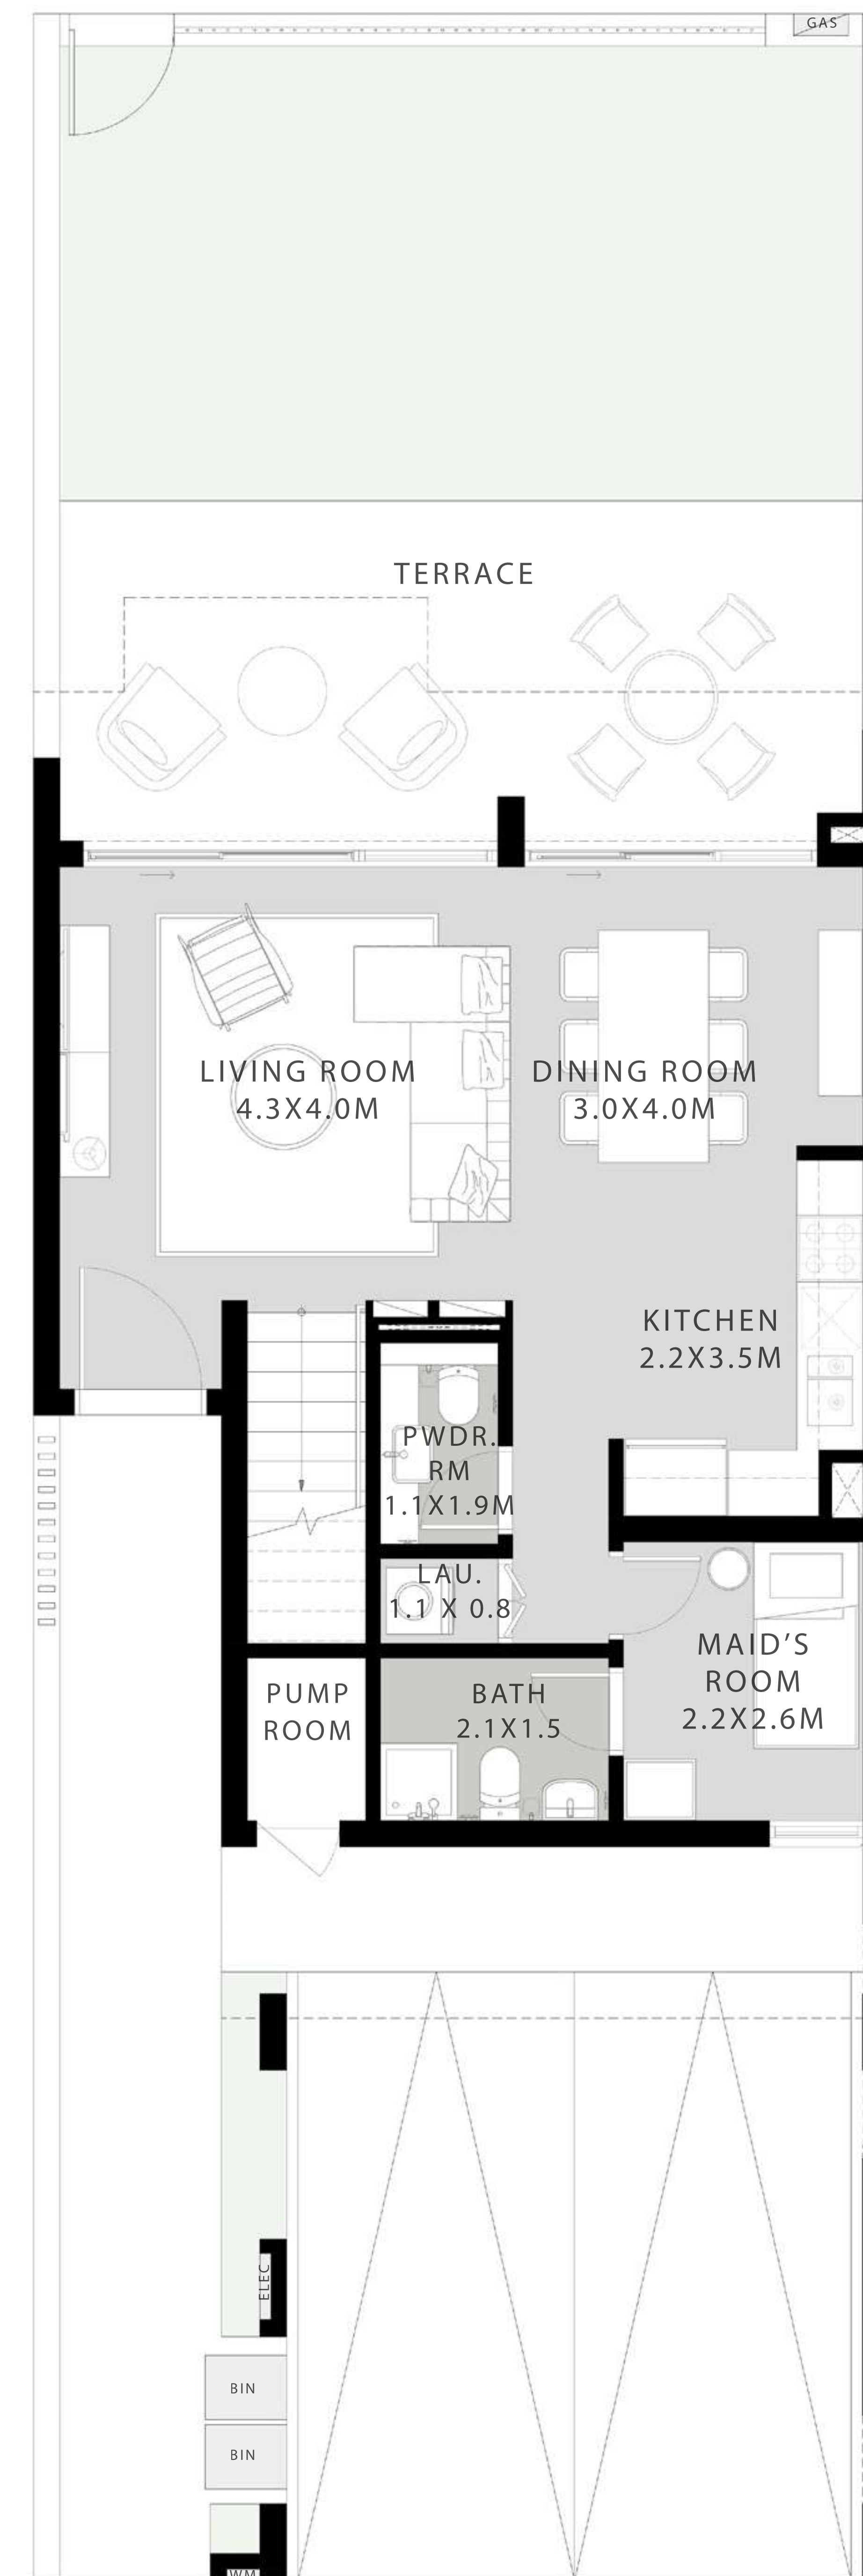 GAS
TERRACE
LIVING ROOM
4.3X4.0M
DINING ROOM
3.0X4.0M
KITCHEN
2.2X3.5M
PWDR.
RM
1.1X1.9M
LAU.
1.1 X 0.8
MAID'S
ROOM
2.2X2.6M
PUMP
ROOM
BATH
2.1X1.5
ELEC
BIN
BIN
WM